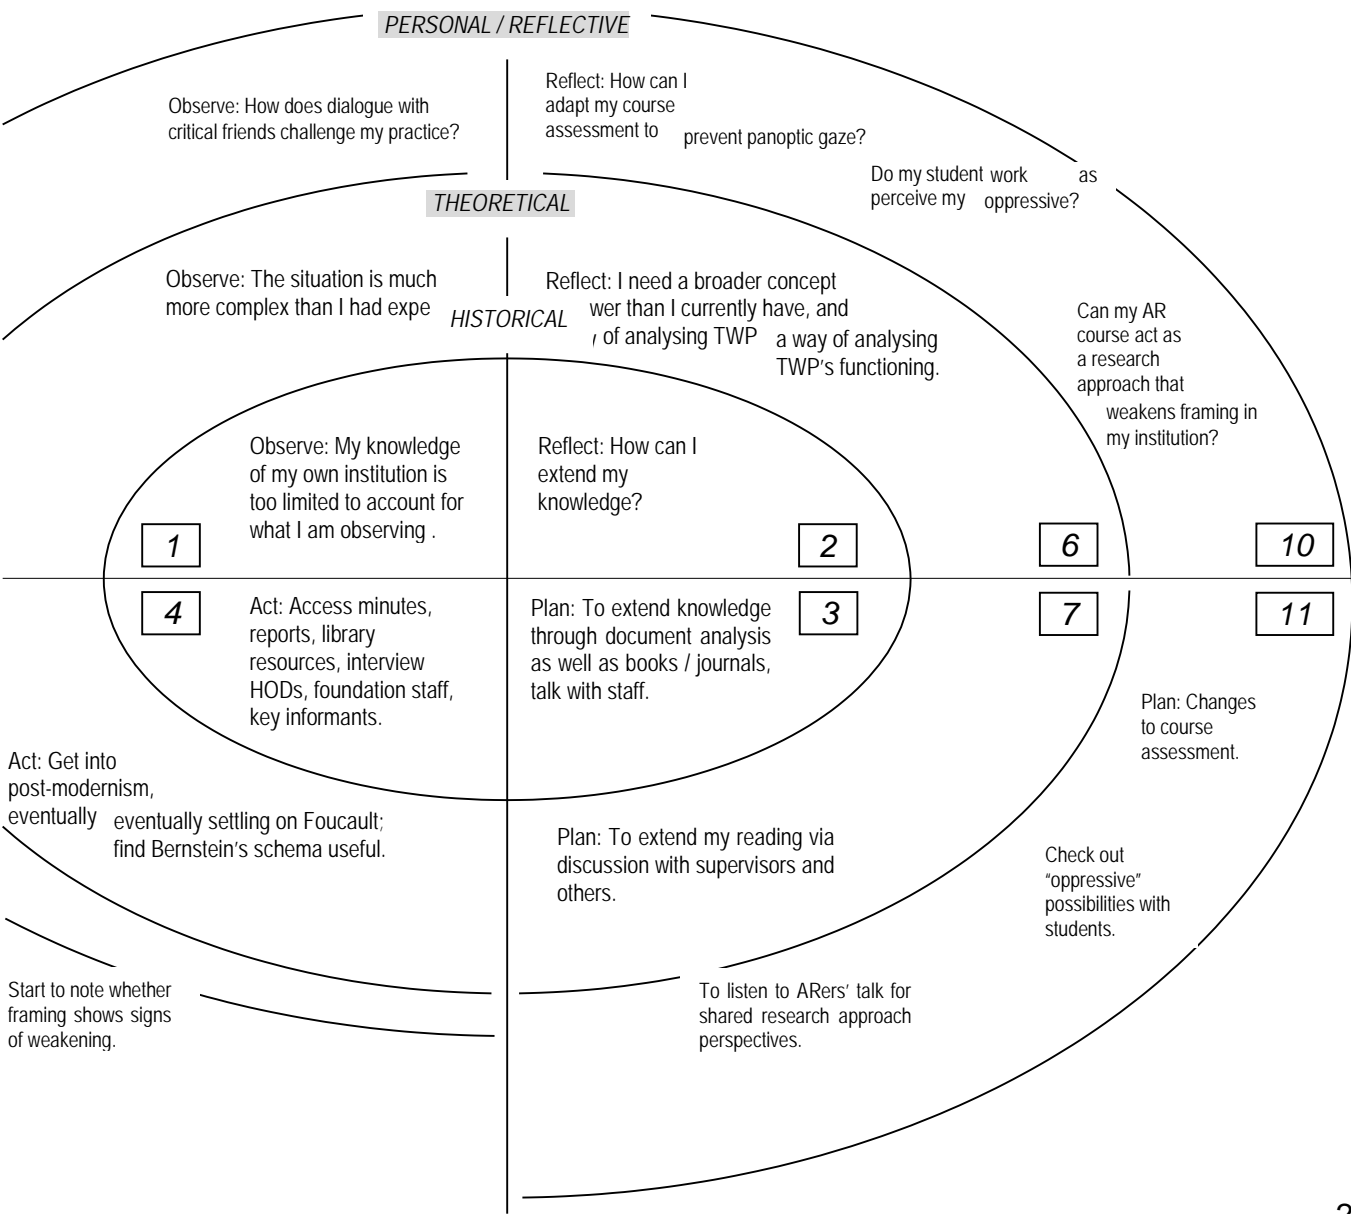 PERSONAL / REFLECTIVE
Observe: How does dialogue with
critical friends challenge my practice?
Reflect: How can I
adapt my course
assessment to
prevent panoptic gaze?
Do my student work as
perceive my oppressive?
THEORETICAL
Observe: The situation is much
more complex than I had expe
Reflect: I need a broader concept
wer than I currently have, and
of analysing TWP
a way of analysing
TWP's functioning.
HISTORICAL
Can my AR
course act as
a research
approach that
weakens framing in
my institution?
Observe: My knowledge
of my own institution is
too limited to account for
what I am observing .
Reflect: How can I
extend my
knowledge?
1
2
6
10
4
3
7
11
Act: Access minutes,
reports, library
resources, interview
HODs, foundation staff,
key informants.
Plan: To extend knowledge
through document analysis
as well as books / journals,
talk with staff.
Plan: Changes
to course
assessment.
Act: Get into
post-modernism,
eventually
eventually settling on Foucault;
find Bernstein's schema useful.
Plan: To extend my reading via
discussion with supervisors and
others.
Check out
"oppressive"
possibilities with
students.
Start to note whether
framing shows signs
of weakening.
To listen to ARers' talk for
shared research approach
perspectives.